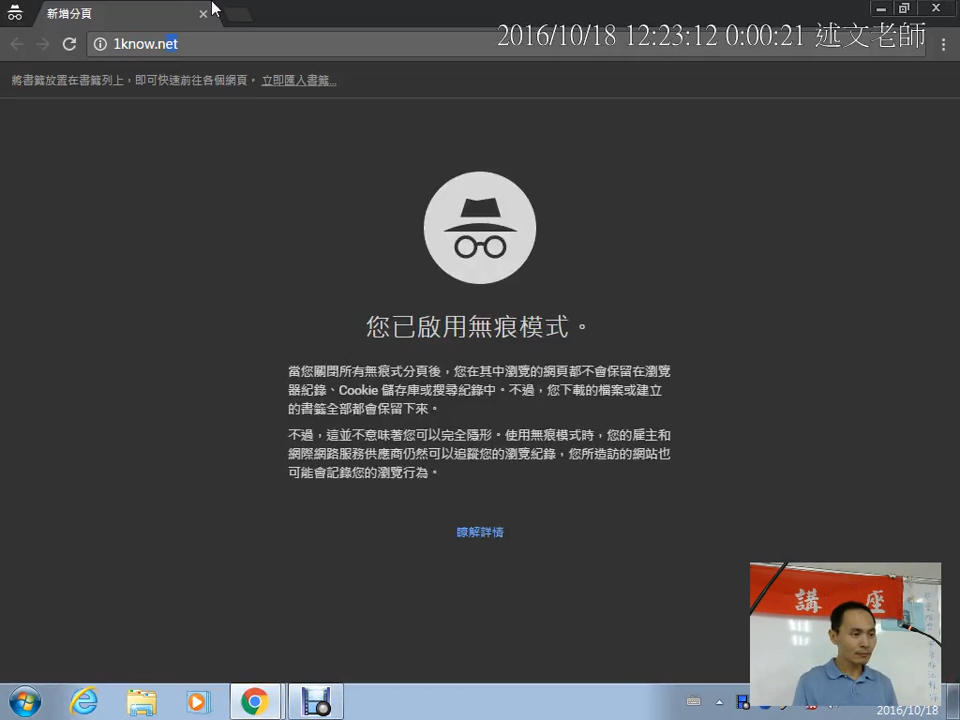 新增分頁
1know.net
2016/10/18 12:23:12 0:00:21 述文老師
將書籤放置在書籤列上，即可快速前往各個網頁。 立即匯入書籤...
您已啟用無痕模式。
當您關閉所有無痕式分頁後，您在其中瀏覽的網頁都不會保留在瀏覽
器紀錄、Cookie 儲存庫或搜尋紀錄中。不過，您下載的檔案或建立
的書籤全部都會保留下來。
不過，這並不意味著您可以完全隱形。使用無痕模式時，您的雇主和
網際網路服務供應商仍然可以追蹤您的瀏覽紀錄，您所造訪的網站也
可能會記錄您的瀏覽行為。
瞭解詳情
講座
2016/10/18